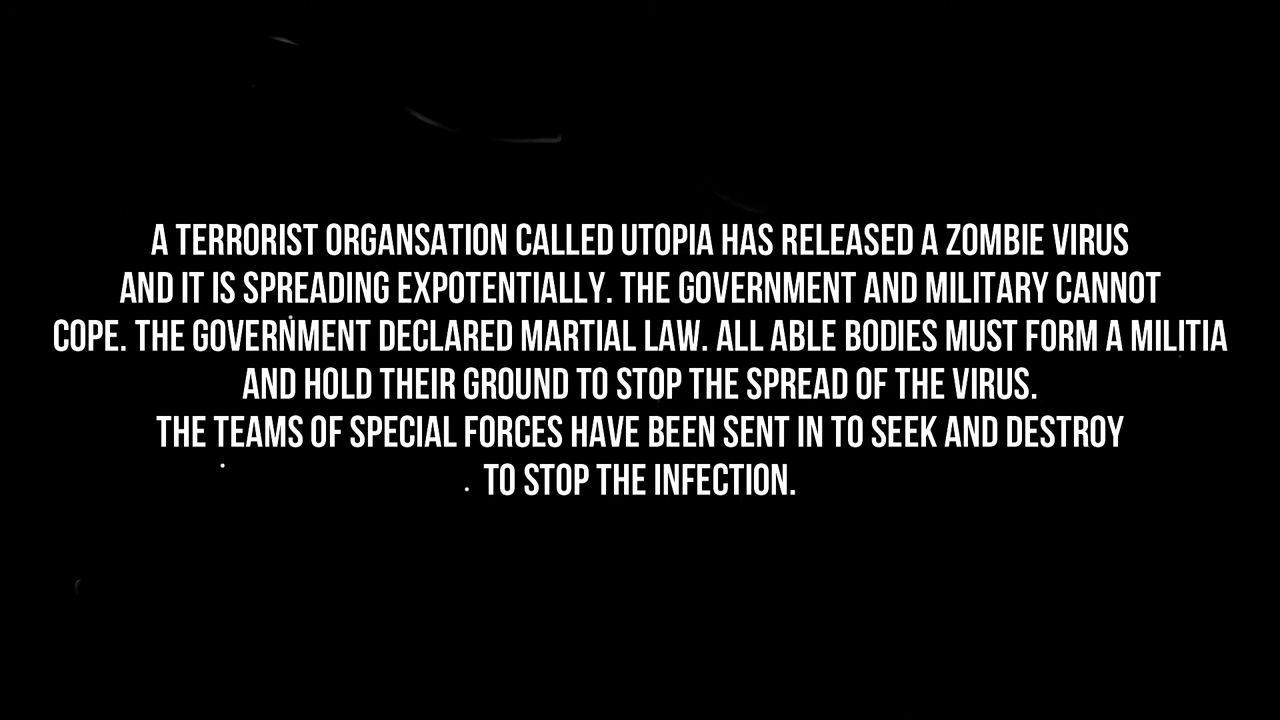 A TERRORIST ORGANSATION CALLED UTOPIA HAS RELEASED A ZOMBIE VIRUS
AND IT IS SPREADING EXPOTENTIALLY. THE GOVERNMENT AND MILITARY CANNOT
COPE. THE GOVERNMENT DECLARED MARTIAL LAW. ALL ABLE BODIES MUST FORM A MILITIA
AND HOLD THEIR GROUND TO STOP THE SPREAD OF THE VIRUS.
THE TEAMS OF SPECIAL FORCES HAVE BEEN SENT IN TO SEEK AND DESTROY
TO STOP THE INFECTION.